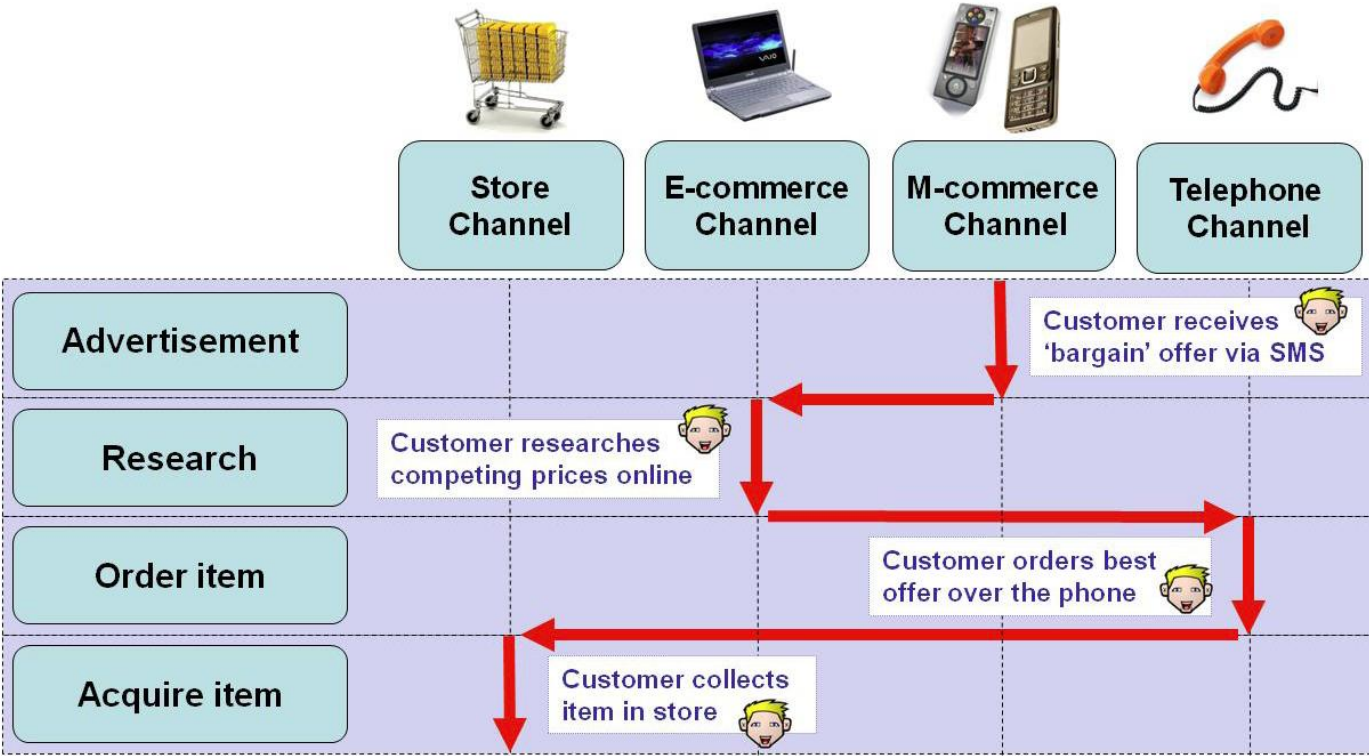 VAIO
Store
Channel
E-commerce
Channel
M-commerce
Channel
Telephone
Channel
Advertisement
Customer receives
‘bargain’ offer via SMS
Research
Customer researches
competing prices online
Order item
Customer orders best
offer over the phone
Acquire item
Customer collects
item in store